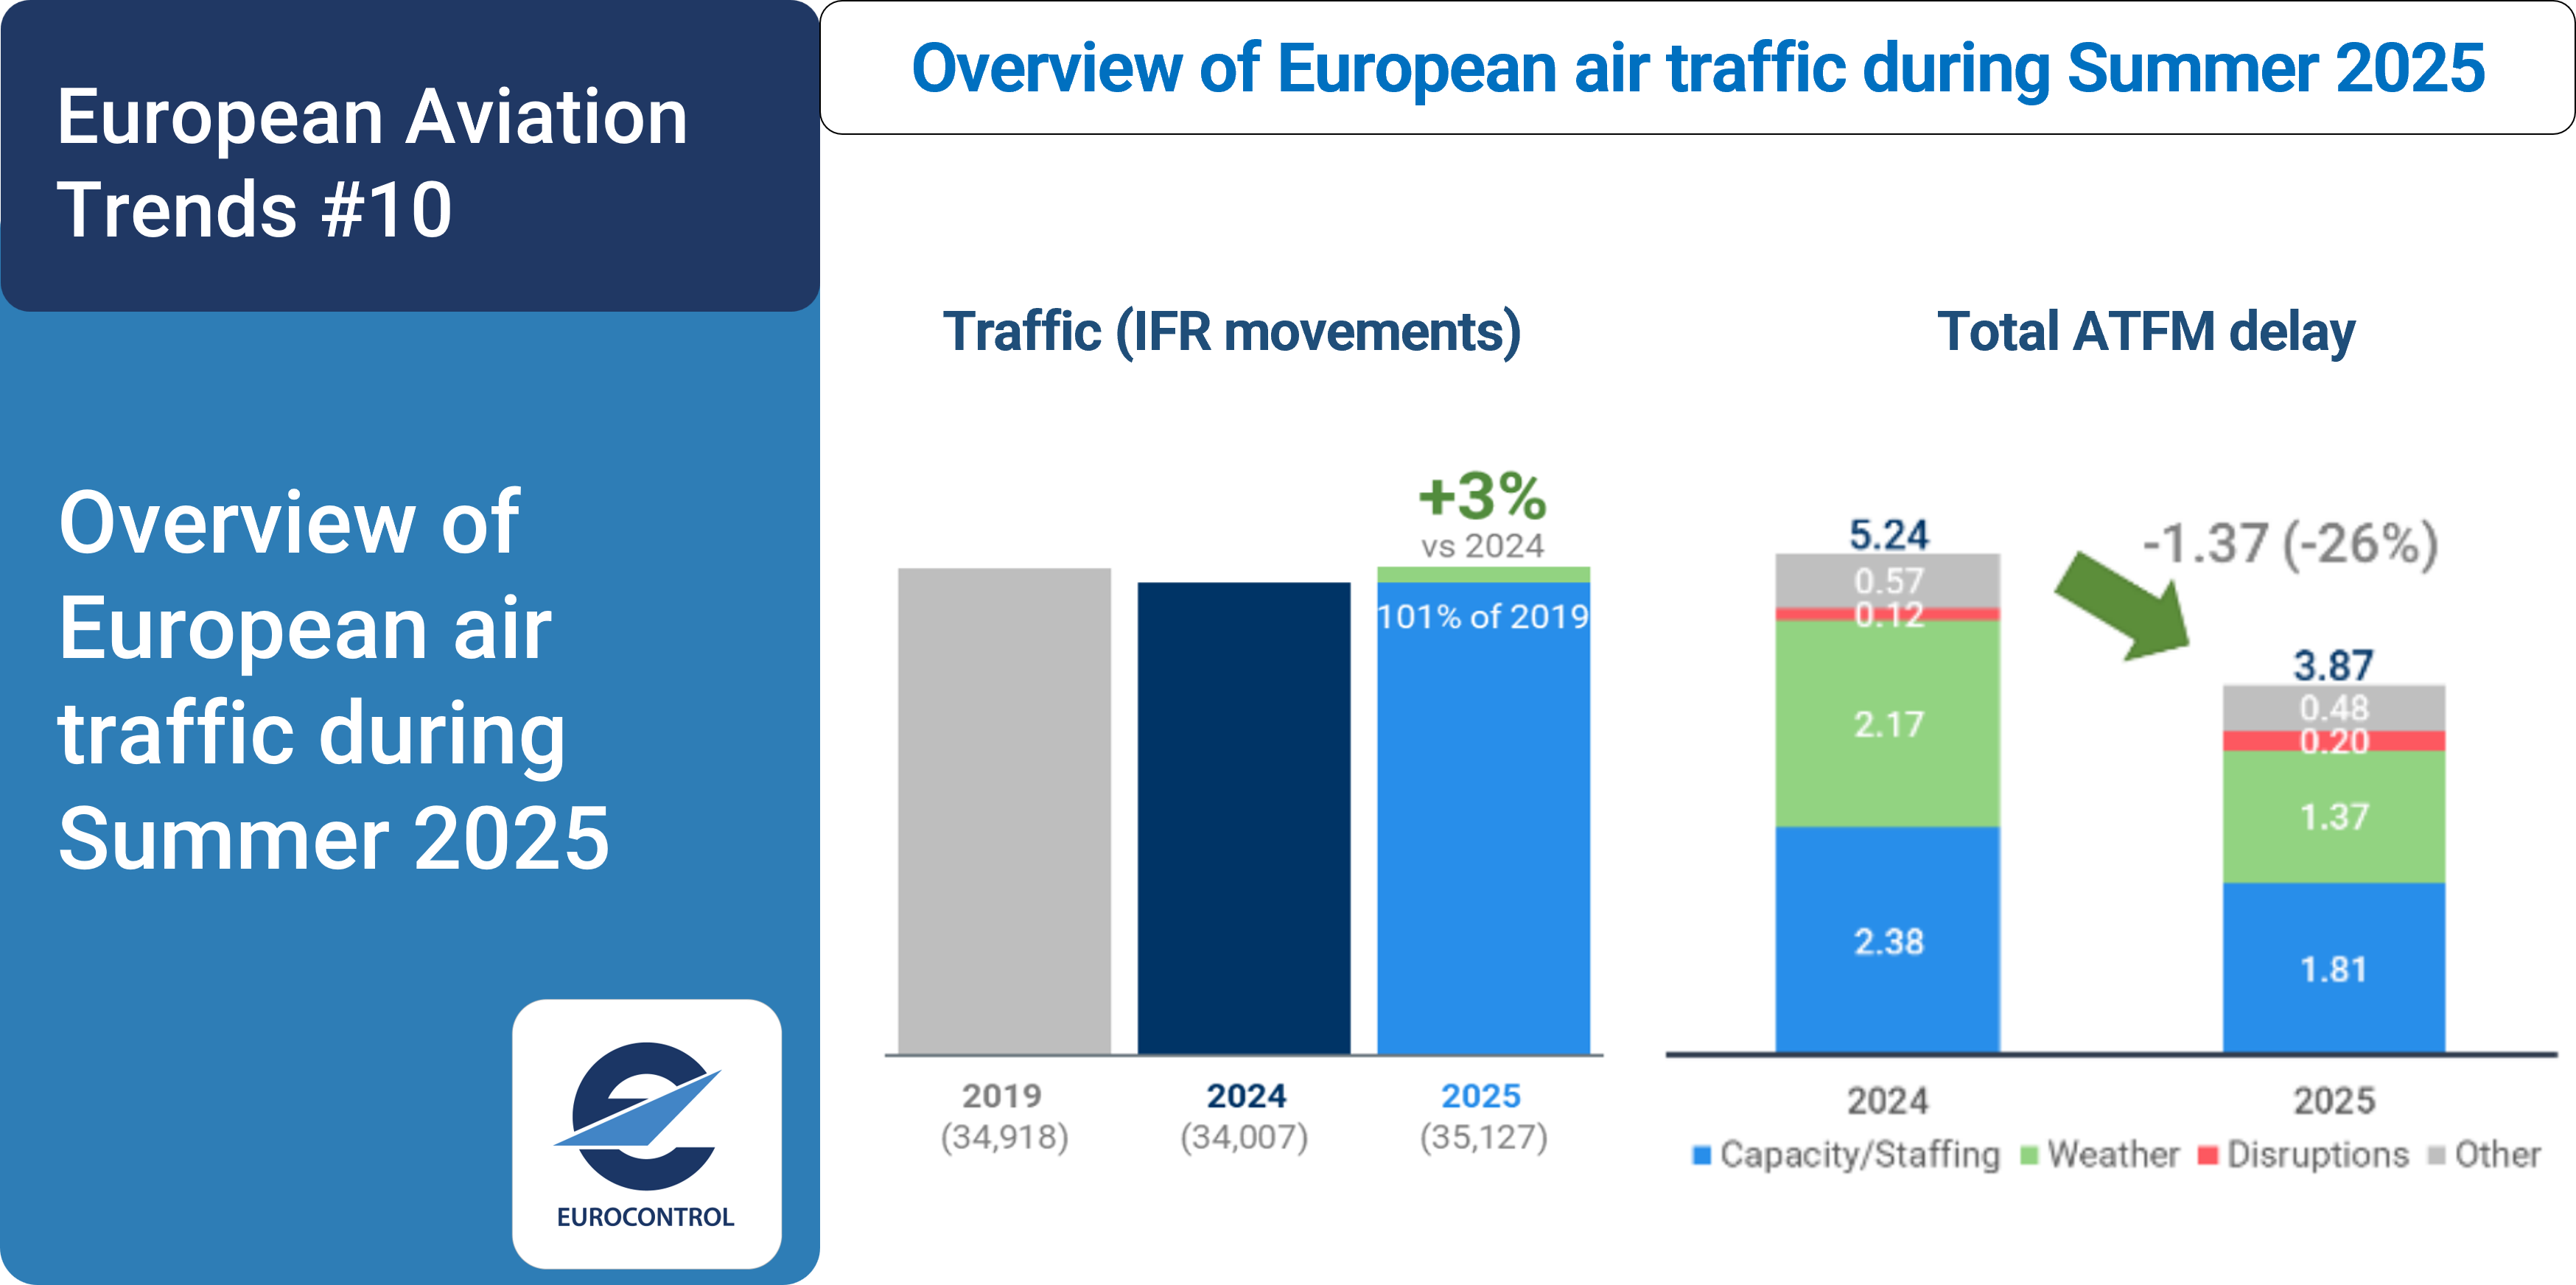 European Aviation
Trends #10
Overview of
European air
traffic during
Summer 2025
EUROCONTROL
Overview of European air traffic during Summer 2025
Traffic (IFR movements)
+3%
vs 2024
101% of 2019
2019
(34,918)
2024
(34,007)
2025
(35,127)
Total ATFM delay
5.24
0.57
0.12
2.17
2.38
-1.37 (-26%)
3.87
0.48
0.20
1.37
1.81
2024
2025
Capacity/Staffing Weather Disruptions Other